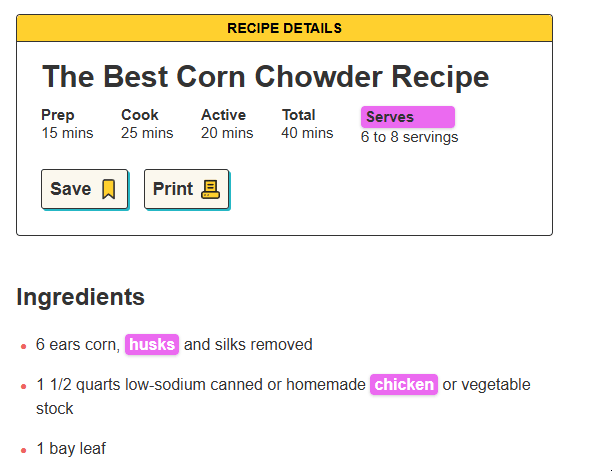 RECIPE DETAILS
The Best Corn Chowder Recipe
Prep Cook Active Total Serves
15 mins 25 mins 20 mins 40 mins 6 to 8 servings
Save Print
Ingredients
6 ears corn, husks and silks removed
1 1/2 quarts low-sodium canned or homemade chicken or vegetable
stock
1 bay leaf